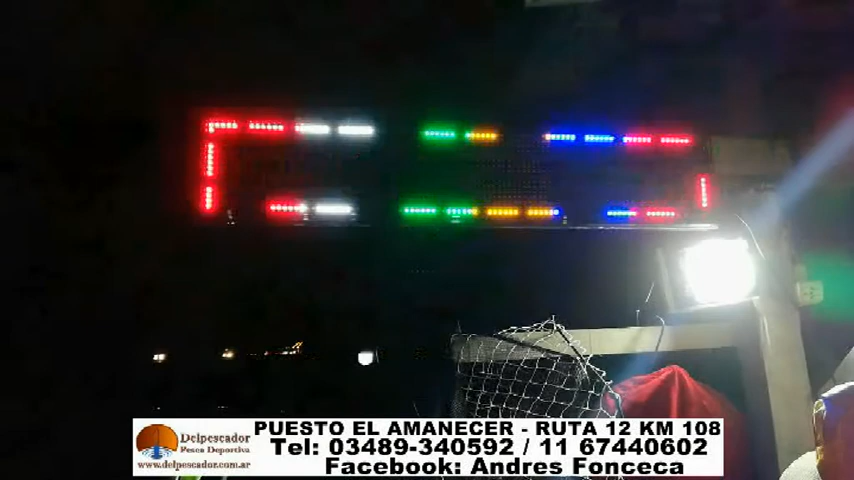 Delpescador
Pesca Deportiva
www.delpescador.com.ar
PUESTO EL AMANECER - RUTA 12 KM 108
Tel: 03489-340592 / 11 67440602
Facebook: Andres Fonceca